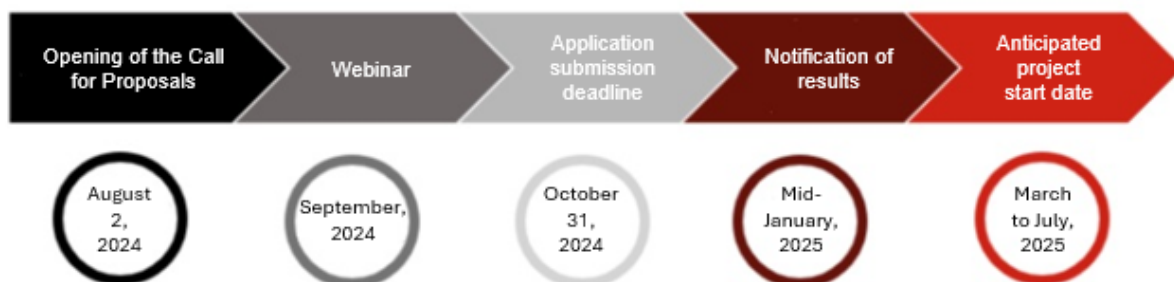 Opening of the Call
for Proposals
Webinar
Application
submission
deadline
Notification of
results
Anticipated
project
start date
August
2,
2024
September,
2024
October
31,
2024
Mid-
January,
2025
March
to July,
2025